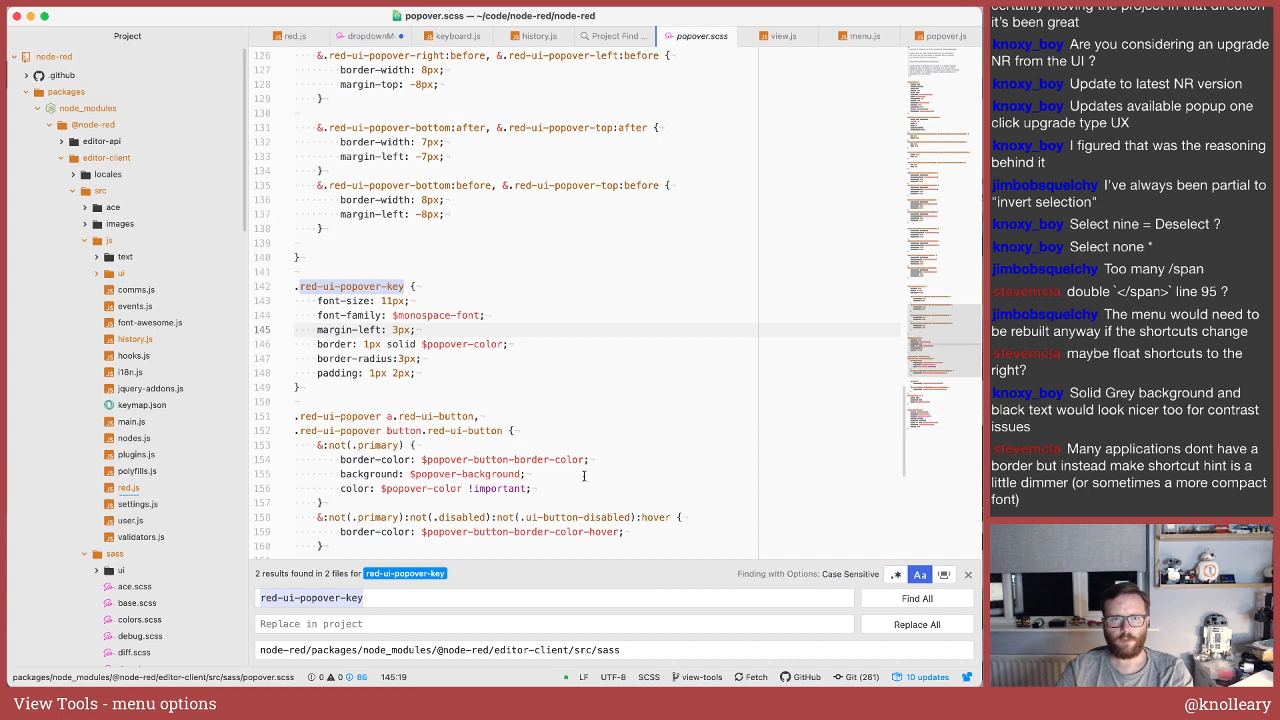 popover.scss — ~/code/node-red/node-red
Project
red.js
dropdownM
keyboard.js
history.js
Project Find ...
popover.scss
view.js
menu.js
popover.js
node-red
.github
packages
node_modules
@node-red
editor-api
editor-client
locales
src
ace
images
js
text
ui
comms.js
events.js
font-awesome.js
history.js
hooks.js
i18n.js
jquery-addons.js
keymap.json
main.js
nodes.js
plugins.js
polyfills.js
red.js
settings.js
user.js
validators.js
sass
ui
ace.scss
base.scss
colors.scss
debug.scss
diff.scss
126 &.red-ui-popover-right:before, &.red-ui-popover-left:before {
127 border-width: 8px;
128 margin-top: -8px;
129 }
130
131 &.red-ui-popover-bottom:after, &.red-ui-popover-top:after {
132 border-width: 7px;
133 margin-left: -7px;
134 }
135 &.red-ui-popover-bottom:before, &.red-ui-popover-top:before {
136 border-width: 8px;
137 margin-left: -8px;
138 }
139 }
140 }
141
142 .red-ui-popover-key {
143 font-size: 11px;
144 font-family: $monospace-font;
145 margin-left: 3px;
146 border: 1px solid $popover-color;
147 border-radius:3px;
148 padding: 1px 2px;
149 }
150
151 .red-ui-popover a.red-ui-button,
152 .red-ui-popover button.red-ui-button {
153 &:not(.primary) {
154 border-color: $popover-button-border-color;
155 background: $popover-background;
156 color: $popover-color !important;
157 }
158 &:not(.primary):not(.disabled):not(.ui-button-disabled):hover {
159 border-color: $popover-button-border-color-hover;
160 }
2 results found in 2 files for red-ui-popover-key
Finding with Options: Case Sensitive
.*
Aa
red-ui-popover-key
Find All
Replace in project
Replace All
node-red/packages/node_modules/@node-red/editor-client/src/sass
packages/node_modules/@node-red/editor-client/src/sass/popover.scss 0 0 86 145:19
LF UTF-8 SCSS view-tools Fetch GitHub Git (261) 10 updates
certainly moving the project in that direction
it's been great
knoxy_boy Are you considering an upgrade
NR from the UI ?
knoxy_boy Update to latest NR version
knoxy_boy Updates available popup one
click upgrade type UX
knoxy_boy I figured that was the reasoning
behind it
jimbobsquelchy I've always been partial to
"invert selection"
knoxy_boy Select nine = Deselect ?
knoxy_boy Select none *
jimbobsquelchy Too many /span
stevemcla double `</span>` line 95 ?
jimbobsquelchy The menu would need to
be rebuilt anyway if the shorcuts change
stevemcla maybe float shortcut to the
right?
knoxy_boy Solid Grey background and
black text would look nice but contrast
issues
stevemcla Many applications dont have a
border but instead make shortcut hint is a
little dimmer (or sometimes a more compact
font)
View Tools - menu options
@knolleary